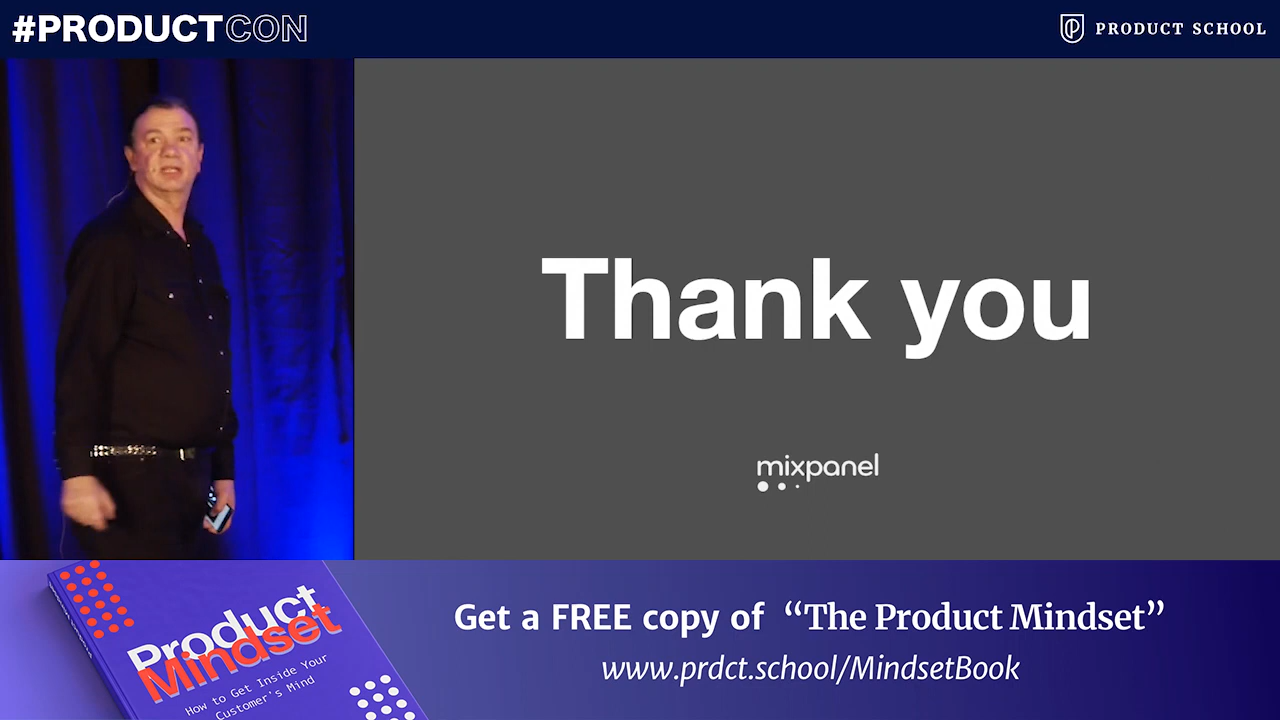 #PRODUCTCON
PRODUCT SCHOOL
Thank you
mixpanel
Product
Mindset
How to Get Inside Your
Customer's Mind
Get a FREE copy of “The Product Mindset”
www.prdct.school/MindsetBook